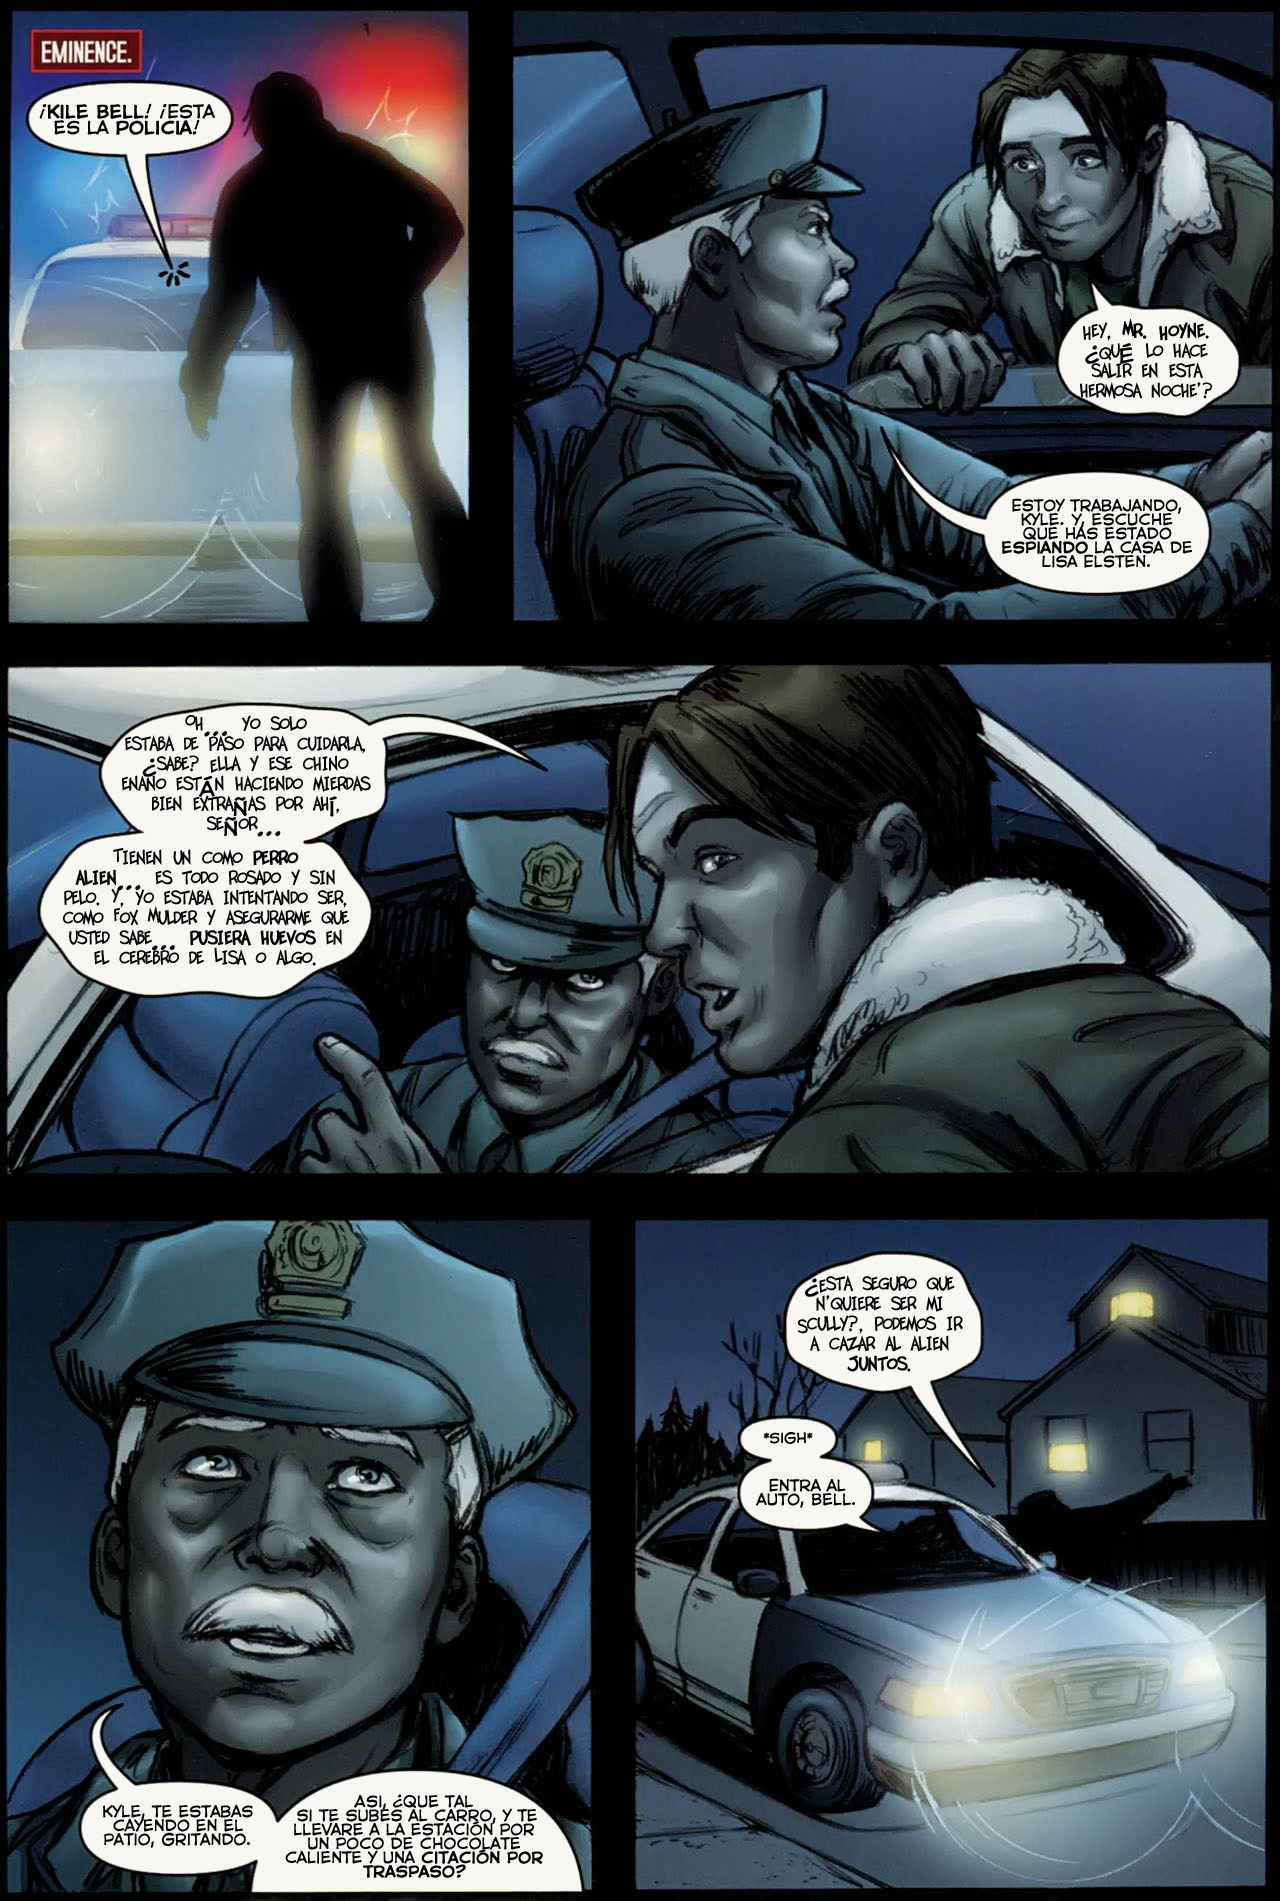 EMINENCE.
¡KILE BELL! ¡ESTA
ES LA POLICIA!
HEY, MR. HOYNE.
¿QUÉ LO HACE
SALIR EN ESTA
HERMOSA NOCHE'?
ESTOY TRABAJANDO,
KYLE. Y, ESCUCHE
QUE HAS ESTADO
ESPIANDO LA CASA DE
LISA ELSTEN.
OH... YO SOLO
ESTABA DE PASO PARA CUIDARLA,
¿SABE? ELLA Y ESE CHINO
ENANO ESTÁN HACIENDO MIERDAS
BIEN EXTRAÑAS POR AHÍ,
SEÑOR...
TIENEN UN COMO PERRO
ALIEN... ES TODO ROSADO Y SIN
PELO. Y, YO ESTABA INTENTANDO SER,
COMO FOX MULDER Y ASEGURARME QUE
USTED SABE... PUSIERA HUEVOS EN
EL CEREBRO DE LISA O ALGO.
KYLE, TE ESTABAS
CAYENDO EN EL
PATIO, GRITANDO.
ASI, ¿QUE TAL
SI TE SUBES AL CARRO, Y TE
LLEVARE A LA ESTACIÓN POR
UN POCO DE CHOCOLATE
CALIENTE Y UNA CITACIÓN POR
TRASPASO?
¿ESTA SEGURO QUE
N'QUIERE SER MI
SCULLY?, PODEMOS IR
A CAZAR AL ALIEN
JUNTOS.
*SIGH*
ENTRA AL
AUTO, BELL.